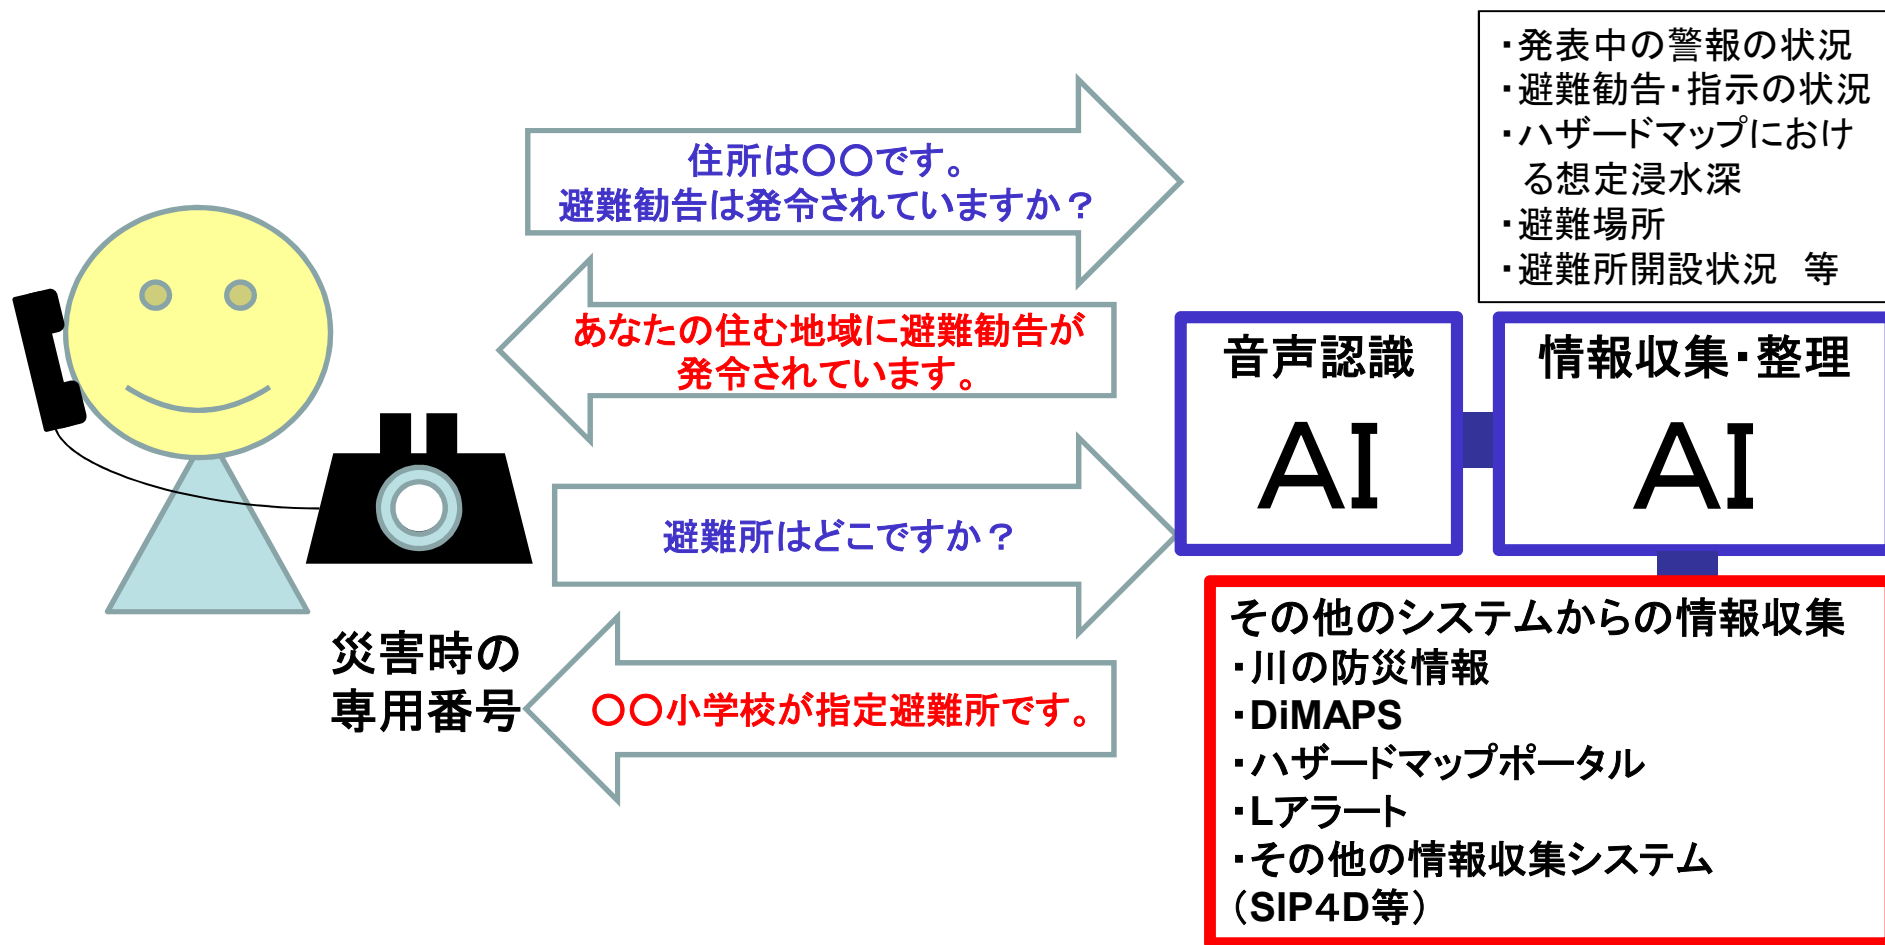 ・発表中の警報の状況
・避難勧告・指示の状況
・ハザードマップにおけ
る想定浸水深
・避難場所
・避難所開設状況　等
住所は〇〇です。
避難勧告は発令されていますか？
あなたの住む地域に避難勧告が
発令されています。
避難所はどこですか？
〇〇小学校が指定避難所です。
災害時の
専用番号
音声認識
AI
情報収集・整理
AI
その他のシステムからの情報収集
・川の防災情報
・DiMAPS
・ハザードマップポータル
・Lアラート
・その他の情報収集システム
（SIP４D等）